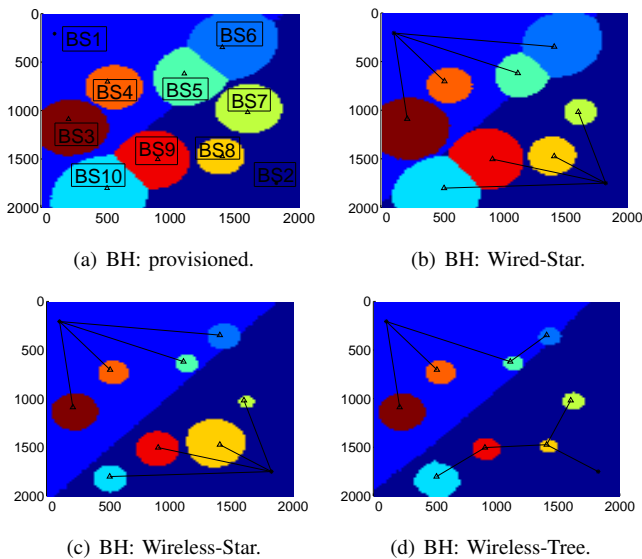 0
500
1000
1500
2000
0 500 1000 1500 2000
BS1
BS6
BS4
BS5
BS7
BS3
BS9
BS8
BS10
BS2
(a) BH: provisioned.
0
500
1000
1500
2000
0 500 1000 1500 2000
(b) BH: Wired-Star.
0
500
1000
1500
2000
0 500 1000 1500 2000
(c) BH: Wireless-Star.
0
500
1000
1500
2000
0 500 1000 1500 2000
(d) BH: Wireless-Tree.